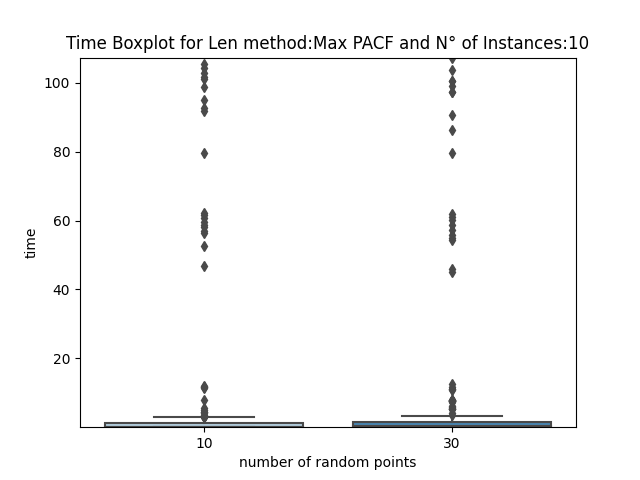 Time Boxplot for Len method:Max PACF and N° of Instances:10
100
80
60
40
20
time
10 30
number of random points